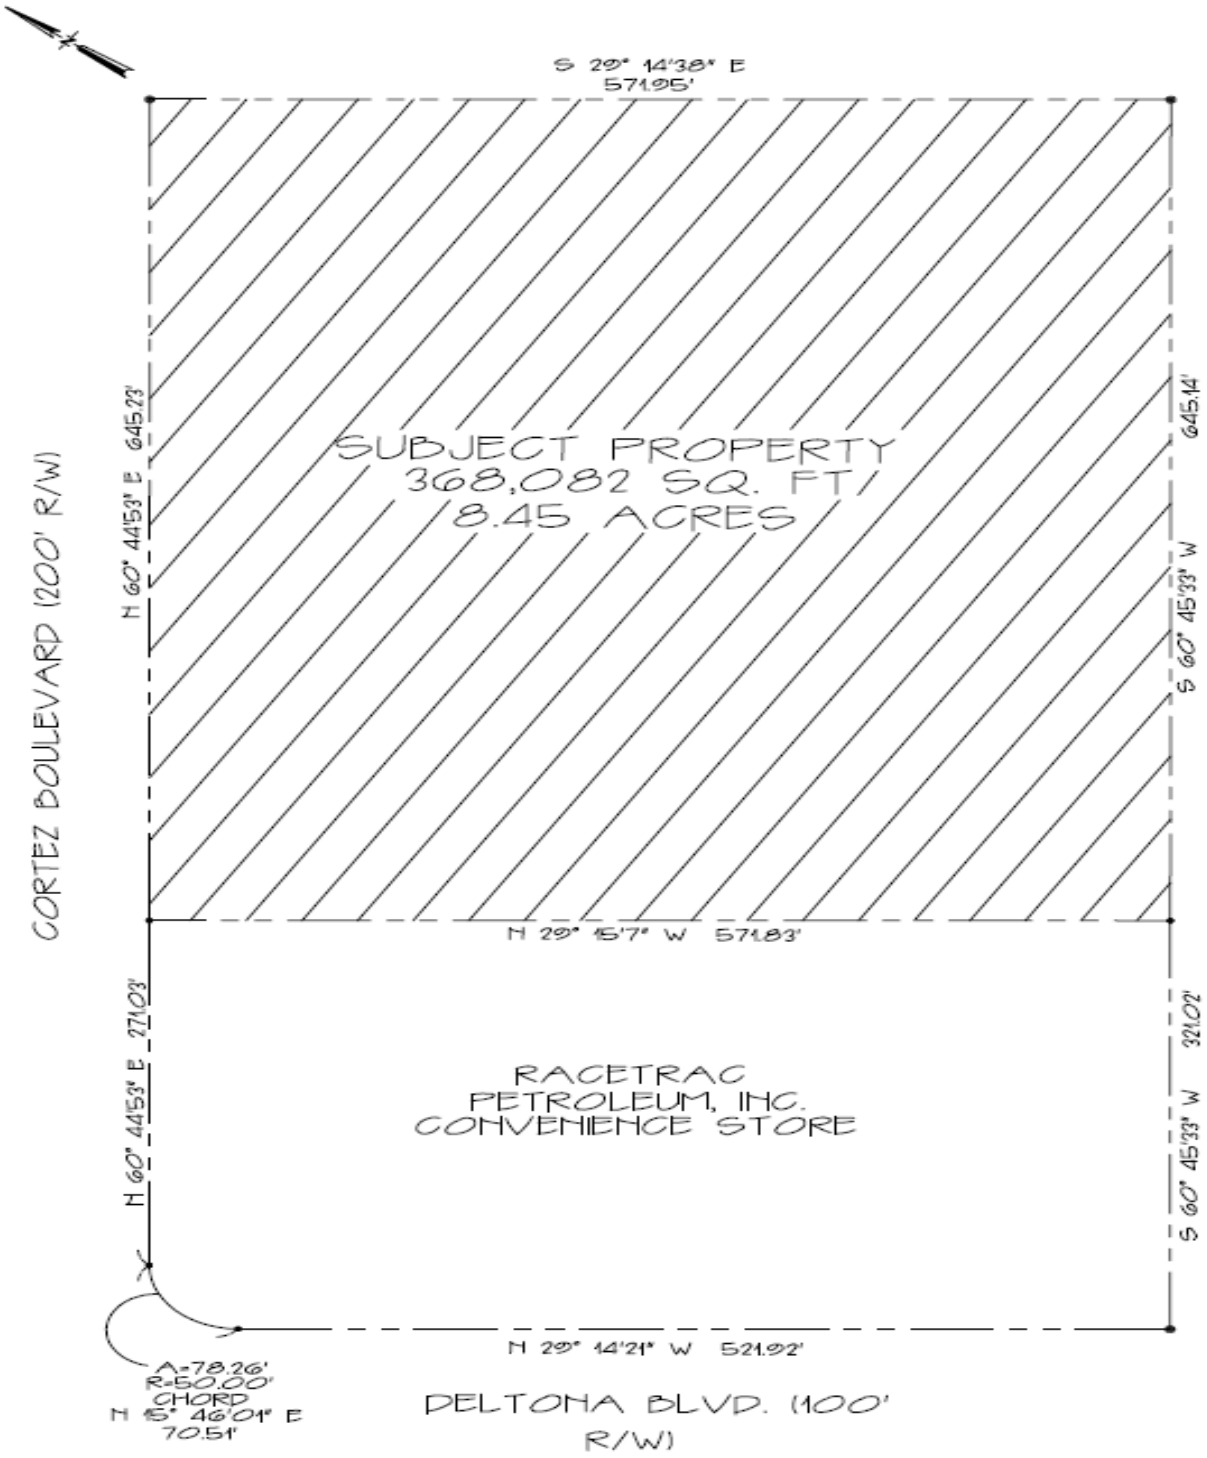 N
S 29° 14'38" E
571.95'
N 60° 44'53" E 645.23'
645.14'
S 60° 45'33" W
SUBJECT PROPERTY
368,082 SQ. FT
8.45 ACRES
CORTEZ BOULEVARD (200' R/W)
N 29° 15'7" W 571.83'
N 60° 44'53" E 271.03'
321.02'
S 60° 45'33" W
RACETRAC
PETROLEUM, INC.
CONVENIENCE STORE
N 29° 14'21" W 521.92'
A=78.26'
R=50.00'
CHORD
N 15° 46'01" E
70.51'
DELTONA BLVD. (100'
R/W)